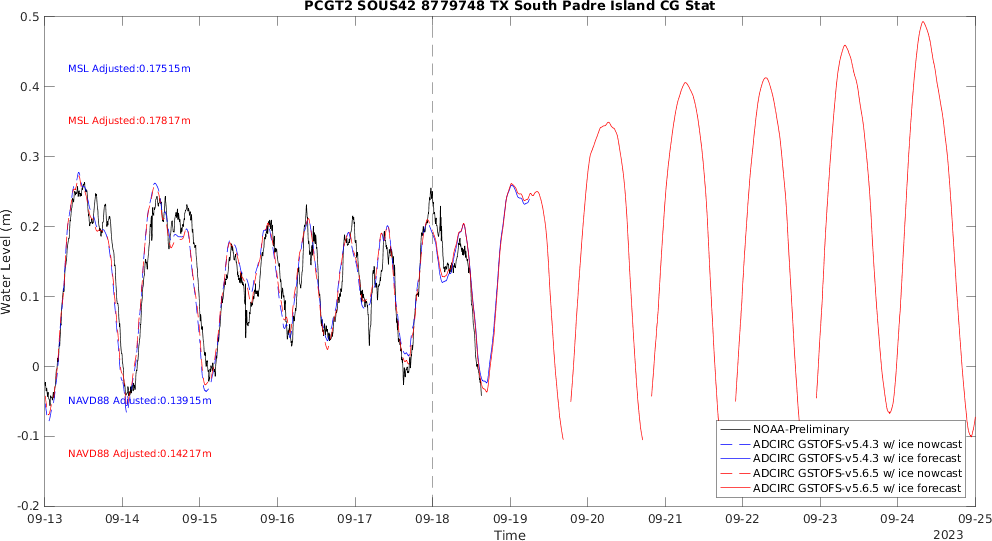 PCGT2 SOUS42 8779748 TX South Padre Island CG Stat
0.5
0.4
0.3
0.2
0.1
0
-0.1
-0.2
Water Level (m)
MSL Adjusted:0.17515m
MSL Adjusted:0.17817m
NAVD88 Adjusted:0.13915m
NAVD88 Adjusted:0.14217m
NOAA-Preliminary
ADCIRC GSTOFS-v5.4.3 w/ ice nowcast
ADCIRC GSTOFS-v5.4.3 w/ ice forecast
ADCIRC GSTOFS-v5.6.5 w/ ice nowcast
ADCIRC GSTOFS-v5.6.5 w/ ice forecast
09-13 09-14 09-15 09-16 09-17 09-18 09-19 09-20 09-21 09-22 09-23 09-24 09-25
Time
2023